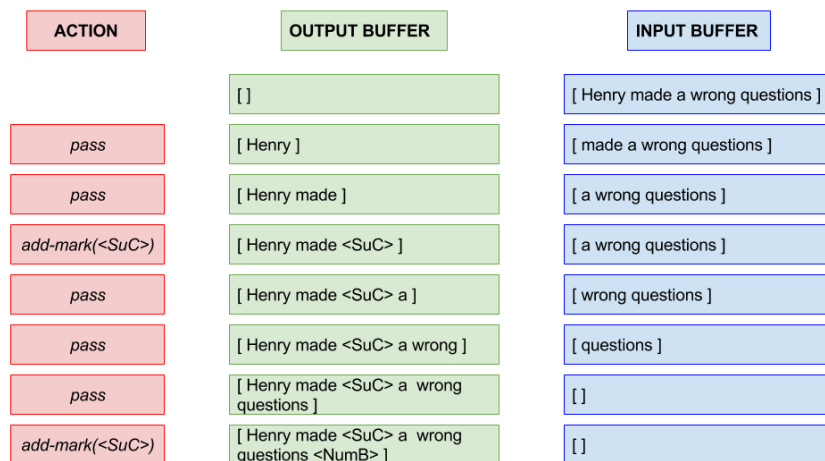 ACTION
OUTPUT BUFFER
INPUT BUFFER
[ ]
[ Henry made a wrong questions ]
pass
[ Henry ]
[ made a wrong questions ]
pass
[ Henry made ]
[ a wrong questions ]
add-mark(<SuC>)
[ Henry made <SuC> ]
[ a wrong questions ]
pass
[ Henry made <SuC> a ]
[ wrong questions ]
pass
[ Henry made <SuC> a wrong ]
[ questions ]
pass
[ Henry made <SuC> a  wrong
questions ]
[ ]
add-mark(<SuC>)
[ Henry made <SuC> a  wrong
questions <NumB> ]
[ ]